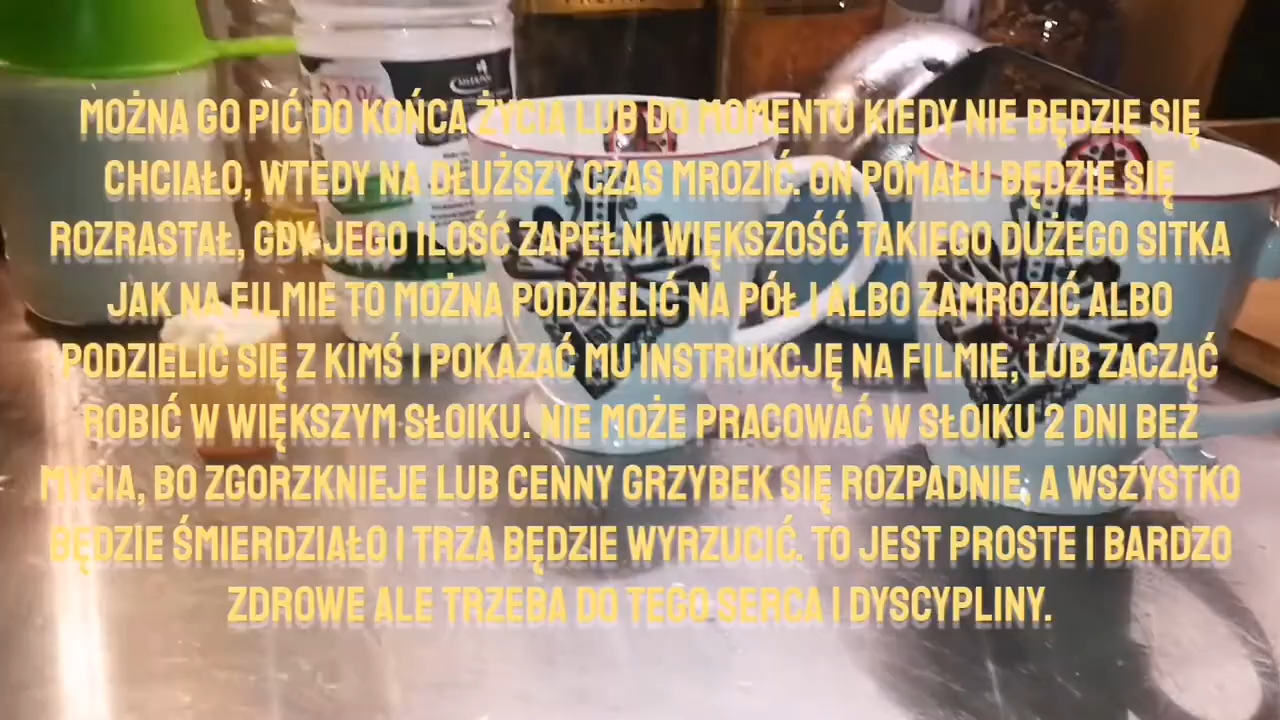 MOŻNA GO PIĆ DO KOŃCA ŻYCIA LUB DO MOMENTU KIEDY NIE BĘDZIE SIĘ
CHCIAŁO, WTEDY NA DŁUŻSZY CZAS MROZIĆ. ON POMAŁU BĘDZIE SIĘ
ROZRASTAŁ, GDY JEGO ILOŚĆ ZAPEŁNI WIĘKSZOŚĆ TAKIEGO DUŻEGO SITKA
JAK NA FILMIE TO MOŻNA PODZIELIĆ NA PÓŁ I ALBO ZAMROZIĆ ALBO
PODZIELIĆ SIĘ Z KIMŚ I POKAZAĆ MU INSTRUKCJĘ NA FILMIE, LUB ZACZĄĆ
ROBIĆ W WIĘKSZYM SŁOIKU. NIE MOŻE PRACOWAĆ W SŁOIKU 2 DNI BEZ
MYCIA, BO ZGORZKNIEJE LUB CENNY GRZYBEK SIĘ ROZPADNIE, A WSZYSTKO
BĘDZIE ŚMIERDZIAŁO I TRZA BĘDZIE WYRZUCIĆ. TO JEST PROSTE I BARDZO
ZDROWE ALE TRZEBA DO TEGO SERCA I DYSCYPLINY.
32%